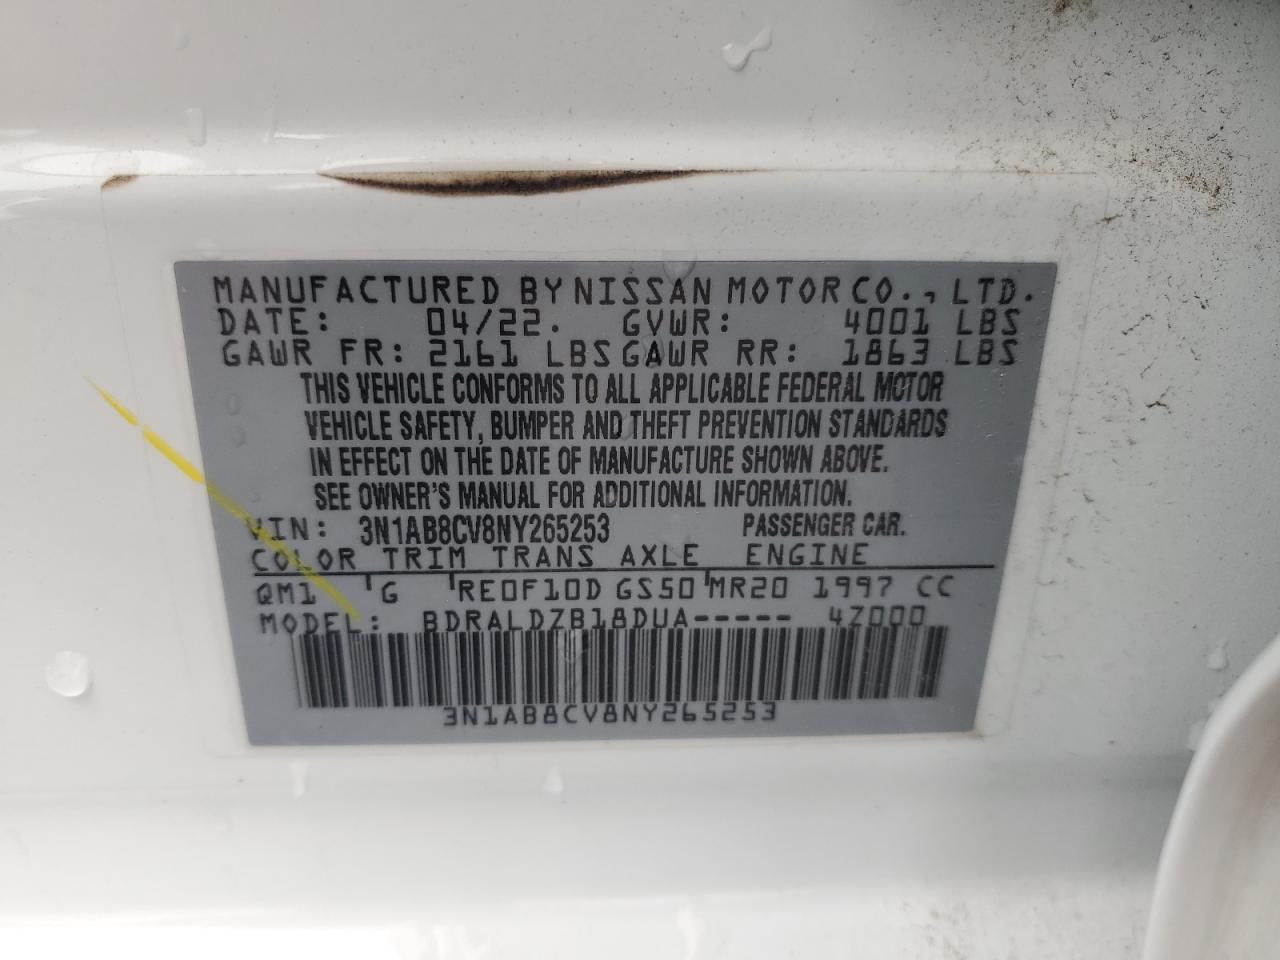 MANUFACTURED BY NISSAN MOTOR CO., LTD.
DATE: 04/22. GVWR: 4001 LBS
GAWR FR: 2161 LBS GAWR RR: 1863 LBS
THIS VEHICLE CONFORMS TO ALL APPLICABLE FEDERAL MOTOR
VEHICLE SAFETY, BUMPER AND THEFT PREVENTION STANDARDS
IN EFFECT ON THE DATE OF MANUFACTURE SHOWN ABOVE.
SEE OWNER'S MANUAL FOR ADDITIONAL INFORMATION.
VIN: 3N1AB8CV8NY265253 PASSENGER CAR.
COLOR TRIM TRANS AXLE ENGINE
QM1 G RE0F10D GS50 MR20 1997 CC
MODEL: BDRALDZB18DUA----- 4Z000
3N1AB8CV8NY265253